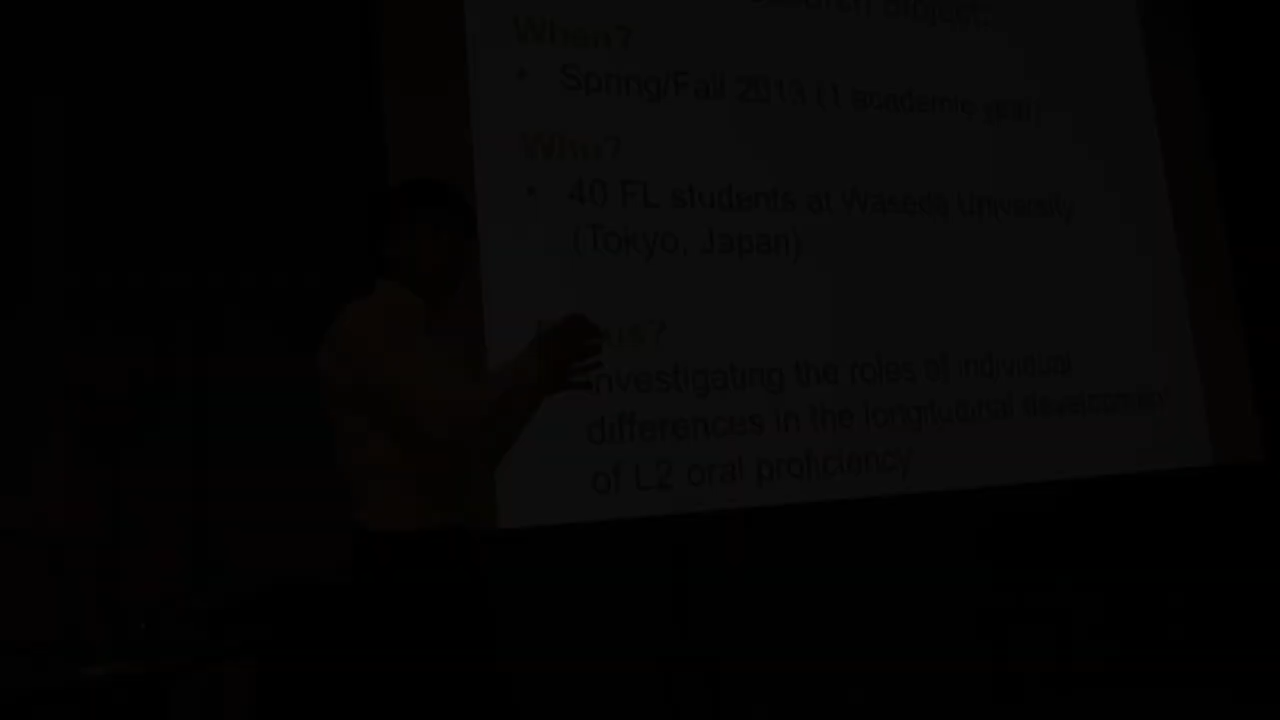 project:
When?
• Spring/Fall 2013 (1 academic year)
Who?
• 40 FL students at Waseda University
(Tokyo, Japan)
Investigating the roles of individual
differences in the longitudinal development
of L2 oral proficiency